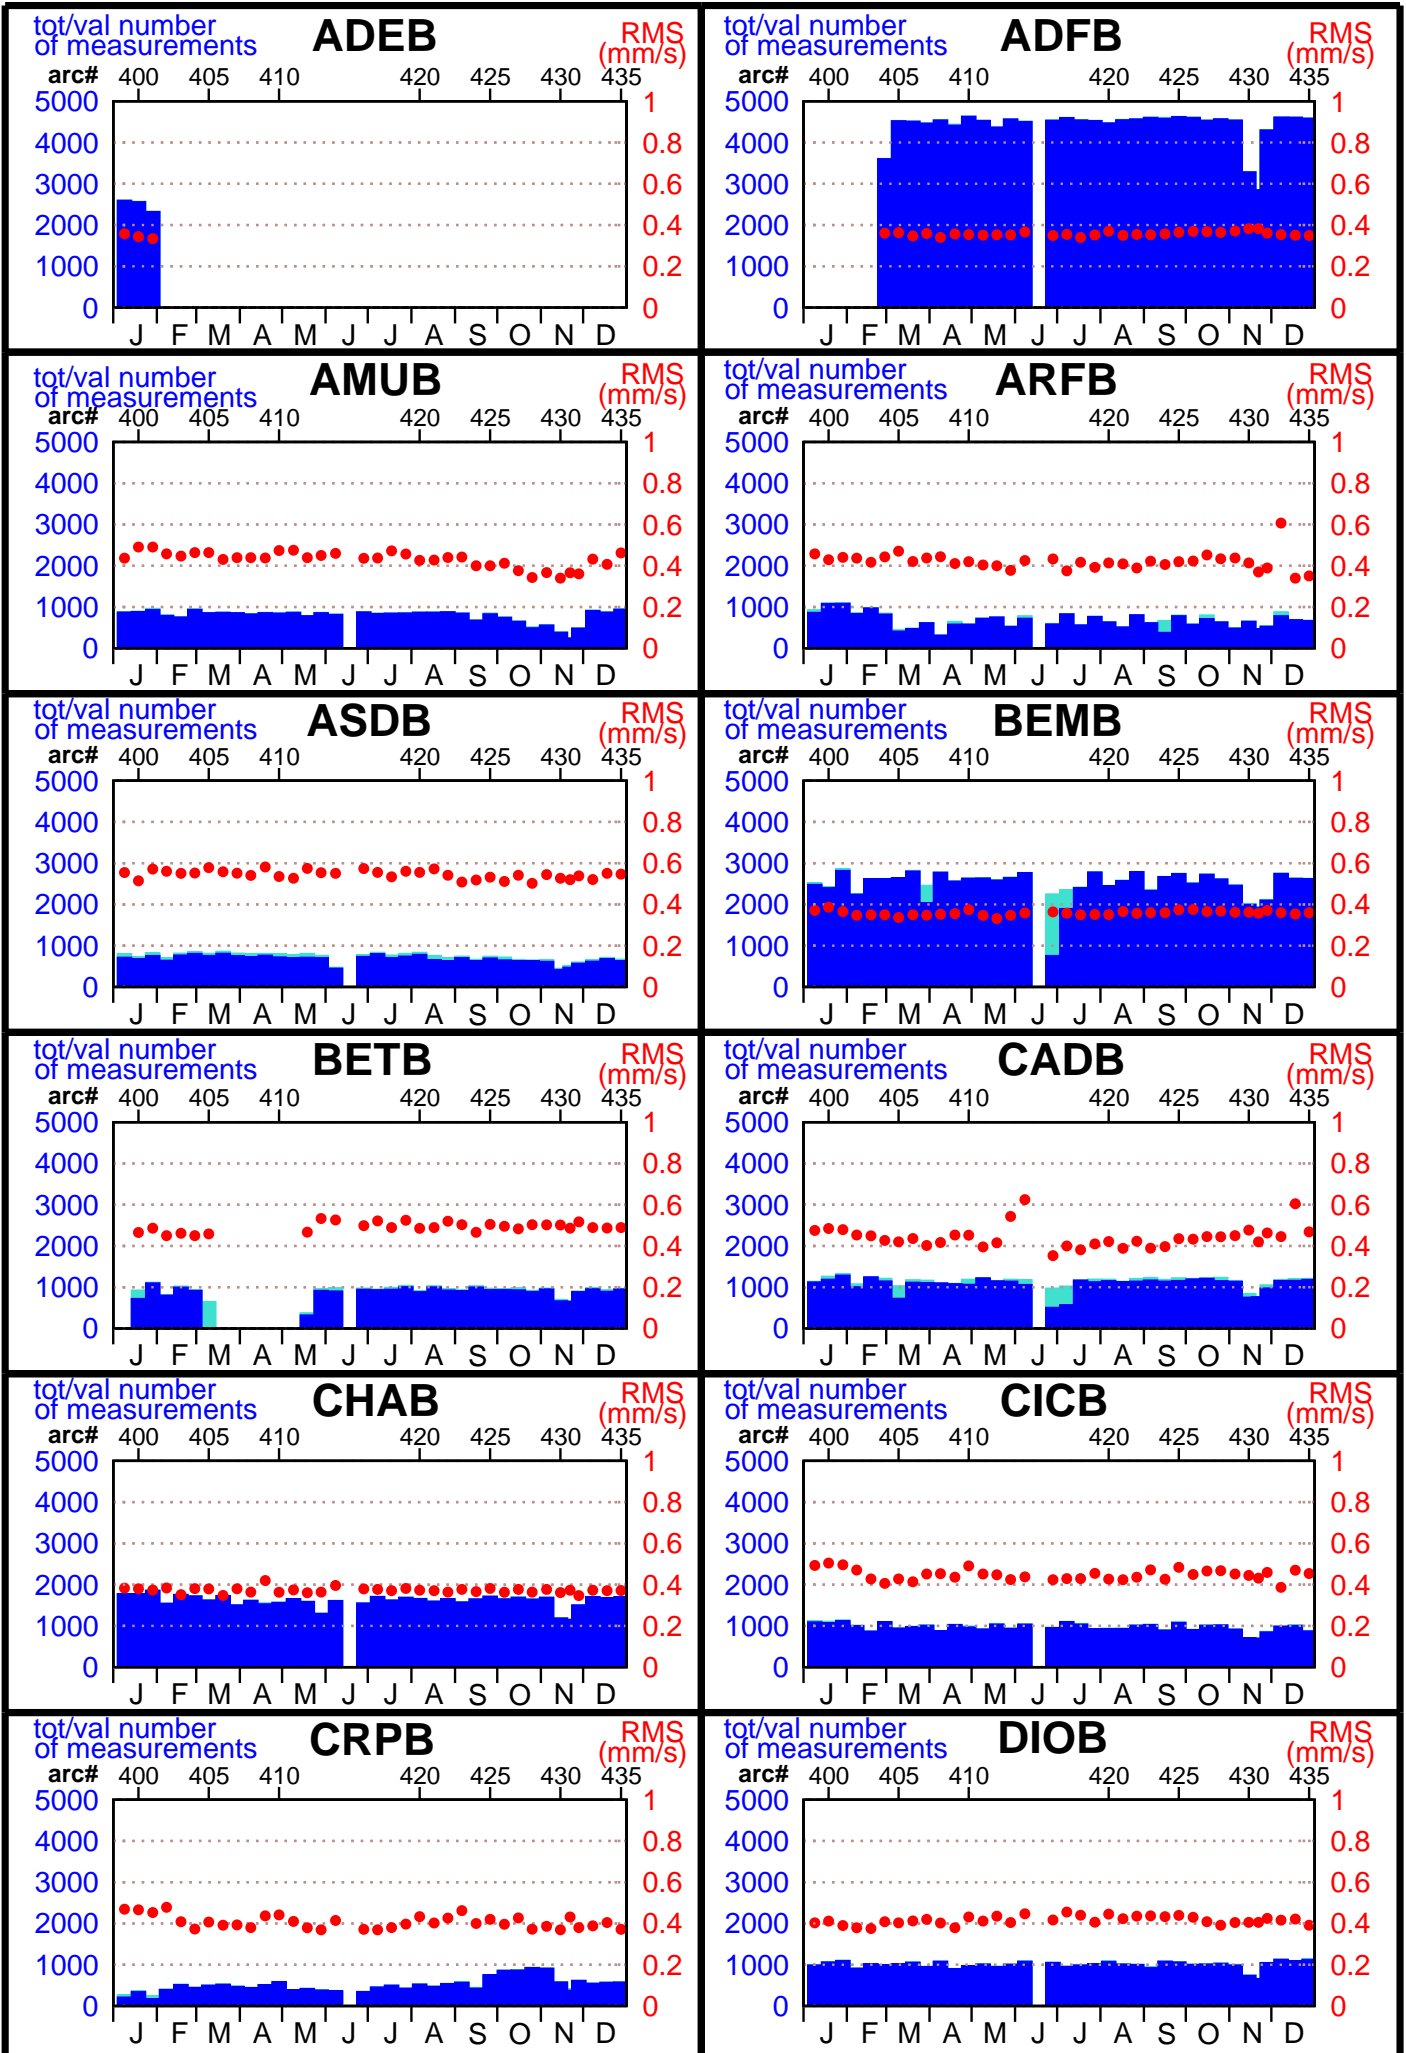 tot/val number of measurements ADEB RMS (mm/s)
arc# 400 405 410 420 425 430 435
5000 1
4000 0.8
3000 0.6
2000 0.4
1000 0.2
0 0
J F M A M J J A S O N D
tot/val number of measurements ADFB RMS (mm/s)
arc# 400 405 410 420 425 430 435
5000 1
4000 0.8
3000 0.6
2000 0.4
1000 0.2
0 0
J F M A M J J A S O N D
tot/val number of measurements AMUB RMS (mm/s)
arc# 400 405 410 420 425 430 435
5000 1
4000 0.8
3000 0.6
2000 0.4
1000 0.2
0 0
J F M A M J J A S O N D
tot/val number of measurements ARFB RMS (mm/s)
arc# 400 405 410 420 425 430 435
5000 1
4000 0.8
3000 0.6
2000 0.4
1000 0.2
0 0
J F M A M J J A S O N D
tot/val number of measurements ASDB RMS (mm/s)
arc# 400 405 410 420 425 430 435
5000 1
4000 0.8
3000 0.6
2000 0.4
1000 0.2
0 0
J F M A M J J A S O N D
tot/val number of measurements BEMB RMS (mm/s)
arc# 400 405 410 420 425 430 435
5000 1
4000 0.8
3000 0.6
2000 0.4
1000 0.2
0 0
J F M A M J J A S O N D
tot/val number of measurements BETB RMS (mm/s)
arc# 400 405 410 420 425 430 435
5000 1
4000 0.8
3000 0.6
2000 0.4
1000 0.2
0 0
J F M A M J J A S O N D
tot/val number of measurements CADB RMS (mm/s)
arc# 400 405 410 420 425 430 435
5000 1
4000 0.8
3000 0.6
2000 0.4
1000 0.2
0 0
J F M A M J J A S O N D
tot/val number of measurements CHAB RMS (mm/s)
arc# 400 405 410 420 425 430 435
5000 1
4000 0.8
3000 0.6
2000 0.4
1000 0.2
0 0
J F M A M J J A S O N D
tot/val number of measurements CICB RMS (mm/s)
arc# 400 405 410 420 425 430 435
5000 1
4000 0.8
3000 0.6
2000 0.4
1000 0.2
0 0
J F M A M J J A S O N D
tot/val number of measurements CRPB RMS (mm/s)
arc# 400 405 410 420 425 430 435
5000 1
4000 0.8
3000 0.6
2000 0.4
1000 0.2
0 0
J F M A M J J A S O N D
tot/val number of measurements DIOB RMS (mm/s)
arc# 400 405 410 420 425 430 435
5000 1
4000 0.8
3000 0.6
2000 0.4
1000 0.2
0 0
J F M A M J J A S O N D